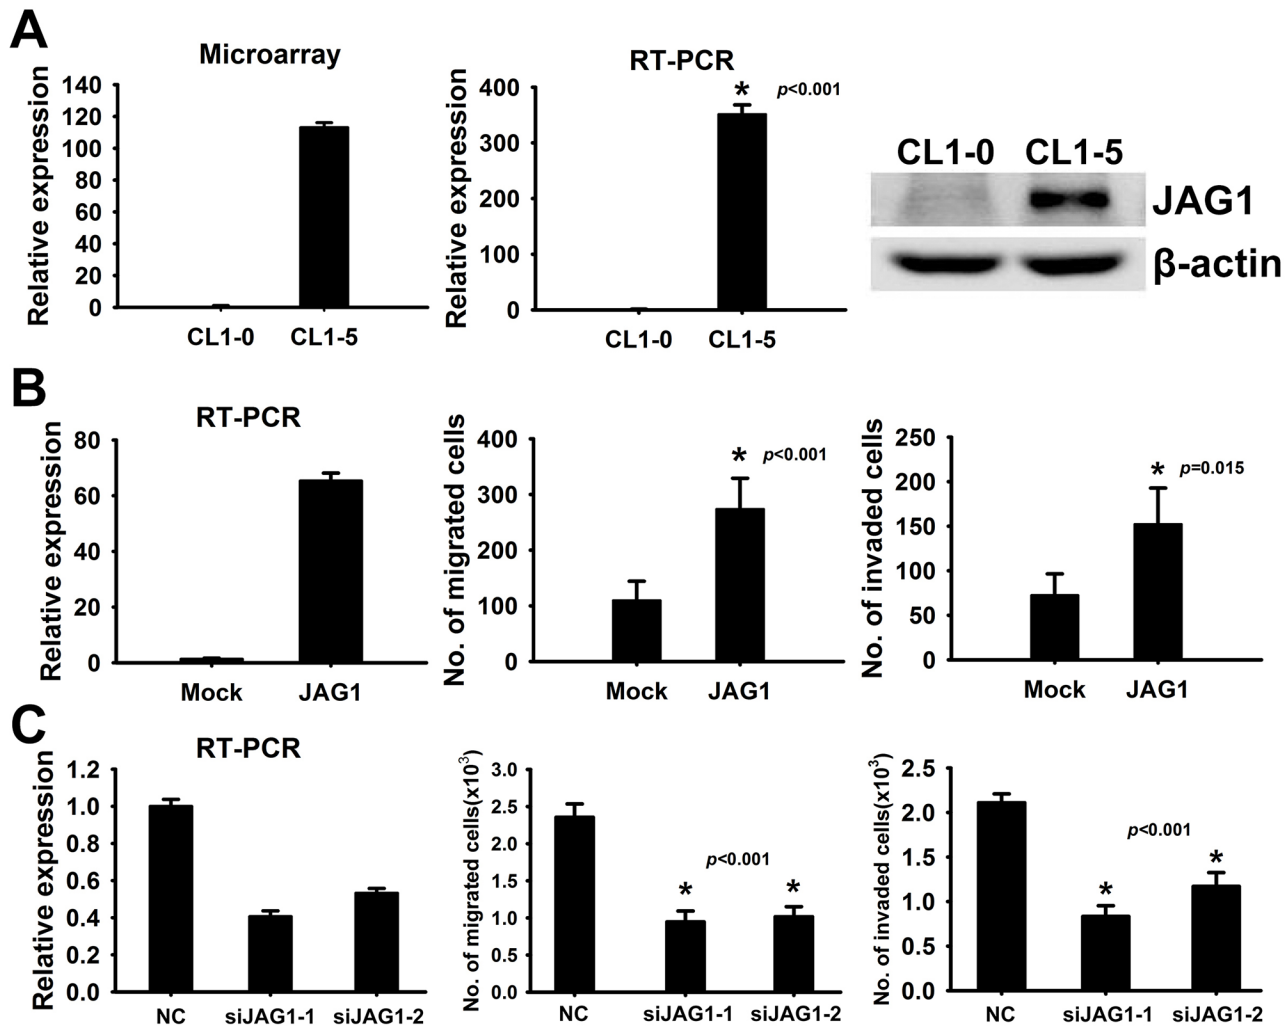 A
Microarray
Relative expression
140
120
100
80
60
40
20
0
CL1-0 CL1-5
RT-PCR
Relative expression
400
300
200
100
0
*
p<0.001
CL1-0 CL1-5
CL1-0 CL1-5
JAG1
β-actin
B
RT-PCR
Relative expression
80
60
40
20
0
Mock JAG1
No. of migrated cells
400
300
200
100
0
*
p<0.001
Mock JAG1
No. of invaded cells
250
200
150
100
50
0
*
p=0.015
Mock JAG1
C
RT-PCR
Relative expression
1.2
1.0
0.8
0.6
0.4
0.2
0.0
NC siJAG1-1 siJAG1-2
No. of migrated cells(x10³)
3.0
2.5
2.0
1.5
1.0
0.5
0.0
p<0.001
* *
NC siJAG1-1 siJAG1-2
No. of invaded cells(x10³)
2.5
2.0
1.5
1.0
0.5
0.0
p<0.001
* *
NC siJAG1-1 siJAG1-2